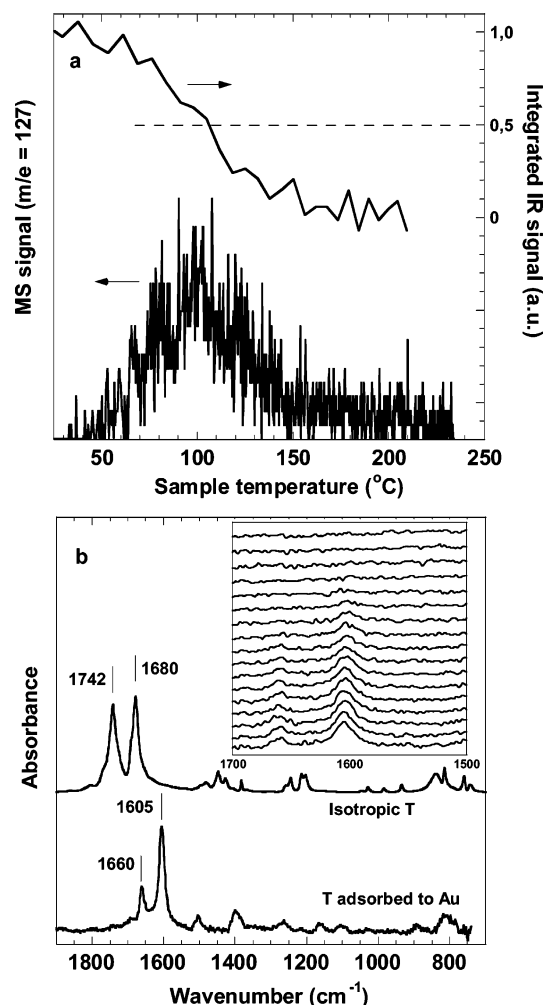 a
MS signal (m/e = 127)
1,0
0,5
0
Integrated IR signal (a.u.)
50 100 150 200 250
Sample temperature (°C)
b
1742 1680
1700 1600 1500
Absorbance
Isotropic T
1605
1660
T adsorbed to Au
1800 1600 1400 1200 1000 800
Wavenumber (cm-1)